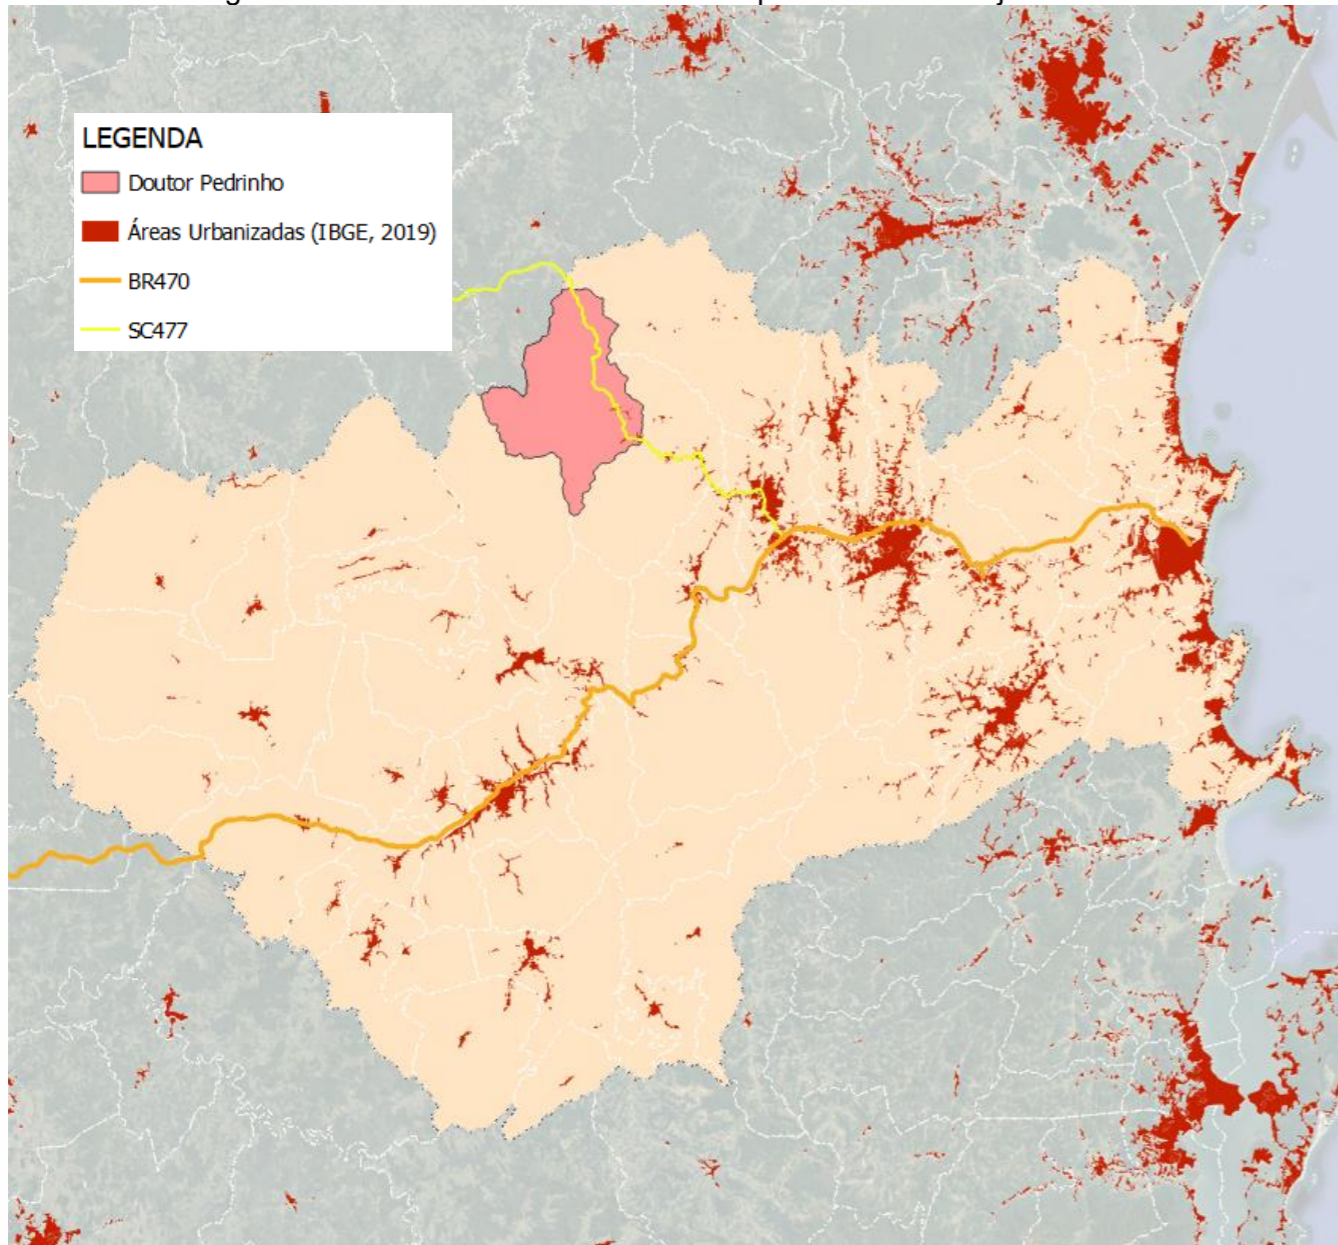 LEGENDA
Doutor Pedrinho
Áreas Urbanizadas (IBGE, 2019)
BR470
SC477